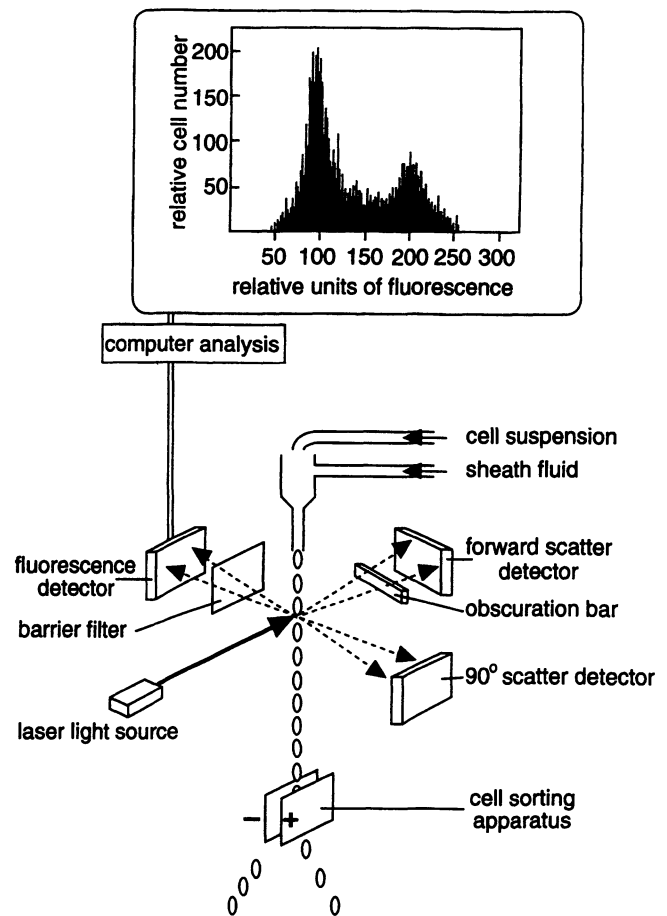 200
150
100
50
relative cell number
50 100 150 200 250 300
relative units of fluorescence
computer analysis
cell suspension
sheath fluid
fluorescence
detector
forward scatter
detector
barrier filter
obscuration bar
90° scatter detector
laser light source
cell sorting
apparatus
- +